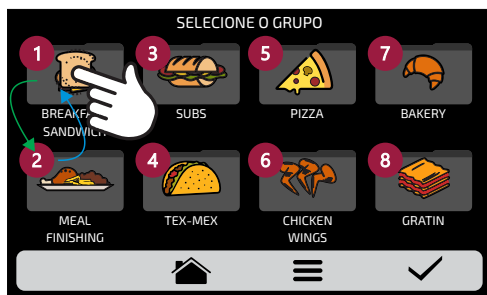 SELECIONE O GRUPO
1
3
5
7
SUBS
PIZZA
BAKERY
SANDWICH
2
4
6
8
MEAL
FINISHING
TEX-MEX
CHICKEN
WINGS
GRATIN